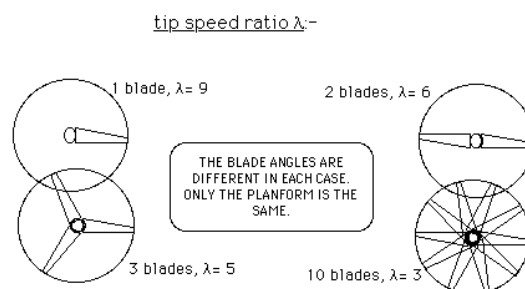 tip speed ratio λ:-
1 blade, λ= 9
2 blades, λ= 6
THE BLADE ANGLES ARE
DIFFERENT IN EACH CASE.
ONLY THE PLANFORM IS THE
SAME.
3 blades, λ= 5
10 blades, λ= 3